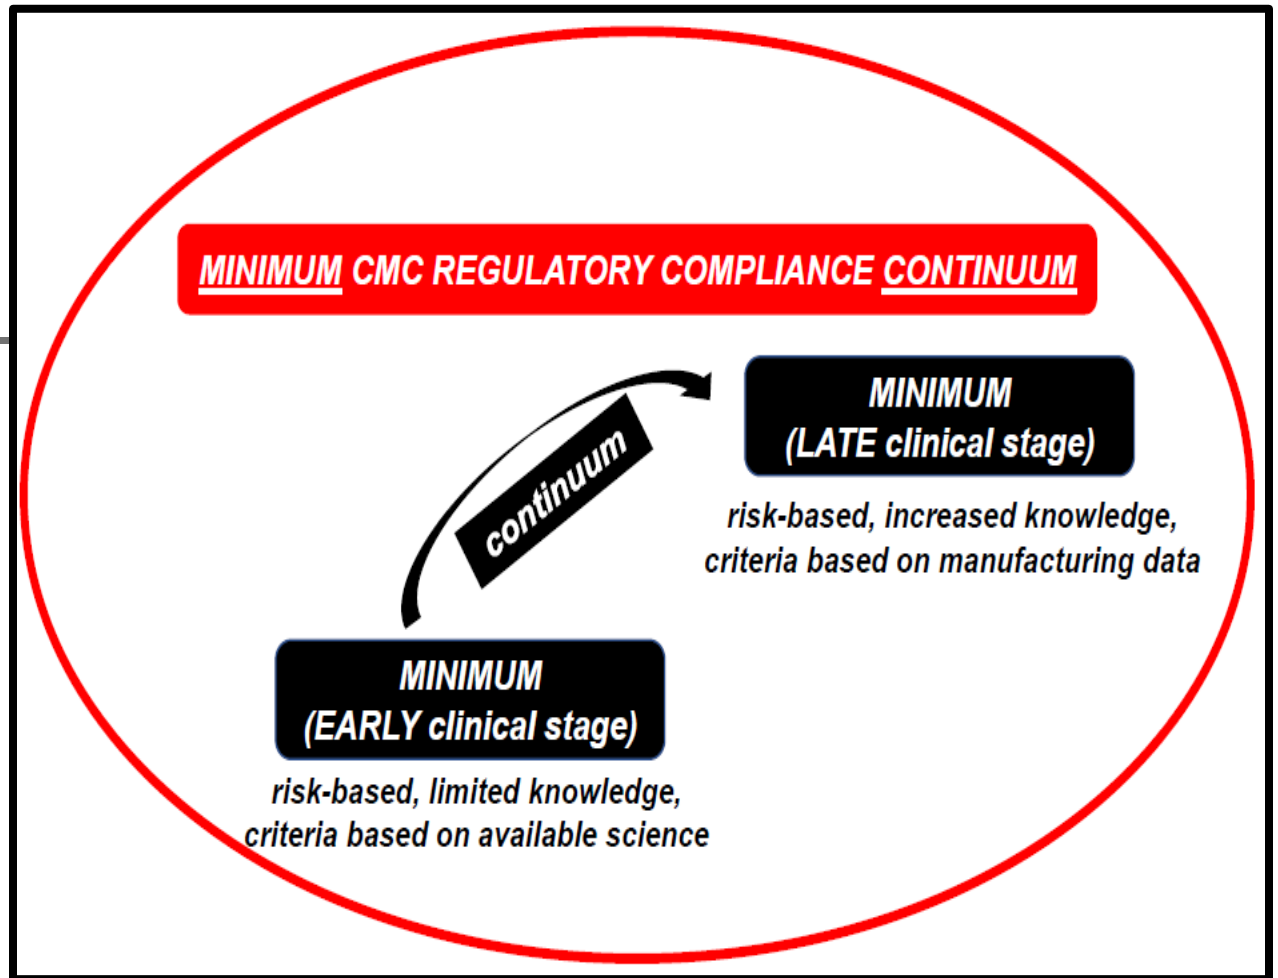 MINIMUM CMC REGULATORY COMPLIANCE CONTINUUM
MINIMUM
(LATE clinical stage)
risk-based, increased knowledge,
criteria based on manufacturing data
continuum
MINIMUM
(EARLY clinical stage)
risk-based, limited knowledge,
criteria based on available science